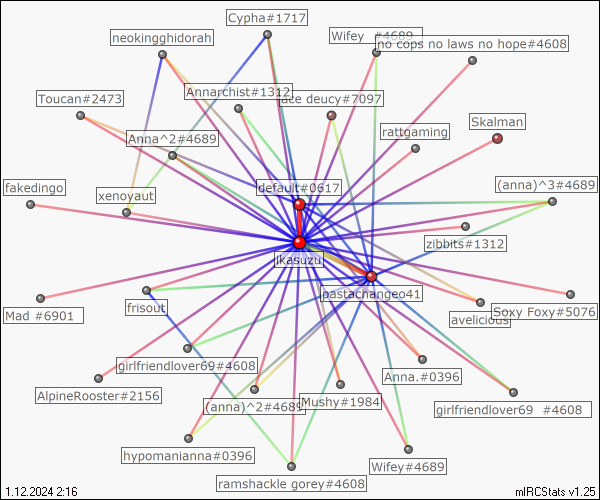 Cypha#1717
Wifey #4689
neokingghidorah
no cops no laws no hope#4608
Annarchist#1312
ace deucy#7097
Toucan#2473
Skalman
rattgaming
Anna^2#4689
default#0617
(anna)^3#4689
fakedingo
xenoyaut
zibbits#1312
jkasuzu
pastachangeo41
frisout
Mad #6901
avelicious
Soxy Foxy#5076
girlfriendlover69#4608
Anna.#0396
AlpineRooster#2156
(anna)^2#4689
Mushy#1984
girlfriendlover69 #4608
hypomanianna#0396
Wifey#4689
ramshackle gorey#4608
1.12.2024 2:16
mIRCStats v1.25